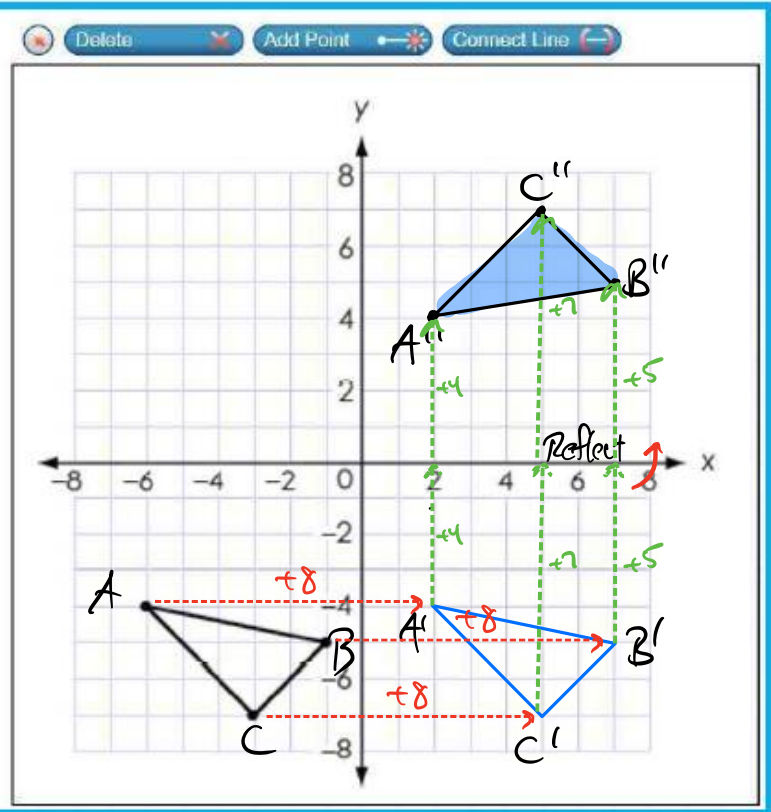 Delete Add Point Connect Line
y
8
C"
6
B"
+7
4
A"
+5
2
+4
Reflect
x
-8 -6 -4 -2 0 2 4 6 8
-2
+4 +7 +5
A +8 -4
A' +8
B B'
-6
+8
C C'
-8